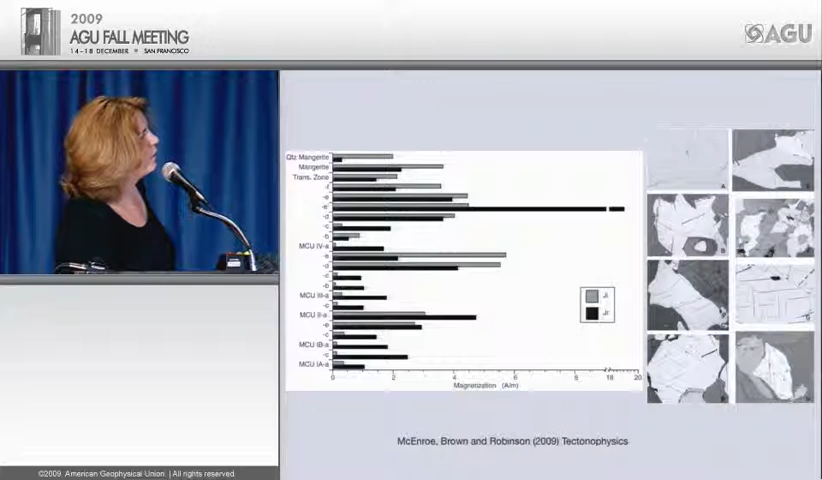 2009
AGU FALL MEETING
14 - 18 DECEMBER • SAN FRANCISCO
AGU
Qtz Mangerite
Mangerite
Trans. Zone
-f
-e
-e'
-d
-c
-b
MCU IV-a
-e
-d
-c
-b
MCU III-a
-c
MCU II-a
-e
-c
MCU IB-a
-c
MCU IA-a
Ji
Jr
0 2 4 6 18 20
Magnetization (A/m)
McEnroe, Brown and Robinson (2009) Tectonophysics
©2009. American Geophysical Union. | All rights reserved.